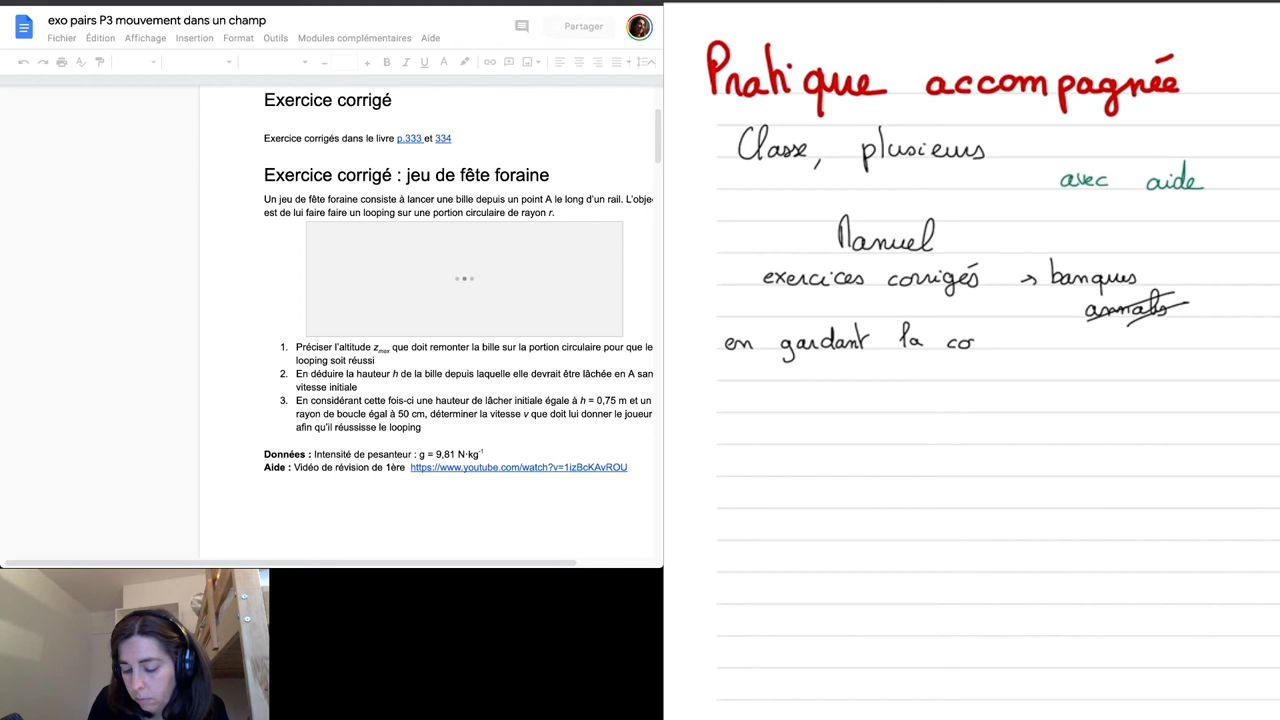 exo pairs P3 mouvement dans un champ
Partager
Fichier Édition Affichage Insertion Format Outils Modules complémentaires Aide
B I U A
Exercice corrigé
Exercice corrigés dans le livre p.333 et 334
Exercice corrigé : jeu de fête foraine
Un jeu de fête foraine consiste à lancer une bille depuis un point A le long d'un rail. L'obje
est de lui faire faire un looping sur une portion circulaire de rayon r.
1. Préciser l'altitude zmax que doit remonter la bille sur la portion circulaire pour que le
looping soit réussi
2. En déduire la hauteur h de la bille depuis laquelle elle devrait être lâchée en A san
vitesse initiale
3. En considérant cette fois-ci une hauteur de lâcher initiale égale à h = 0,75 m et un
rayon de boucle égal à 50 cm, déterminer la vitesse v que doit lui donner le joueur
afin qu'il réussisse le looping
Données : Intensité de pesanteur : g = 9,81 N·kg-1
Aide : Vidéo de révision de 1ère https://www.youtube.com/watch?v=1izBcKAvROU
Pratique accompagnée
Classe, plusieurs
avec aide
Manuel
exercices corrigés → banques
annales
en gardant la co